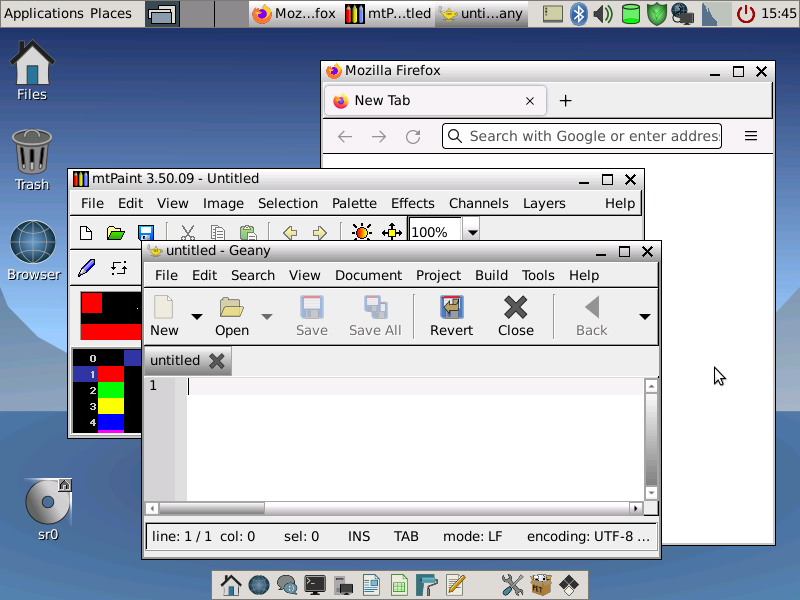 Applications Places
Moz...fox
mtP...tled
unti...any
15:45
Files
Trash
Browser
sr0
Mozilla Firefox
New Tab
Search with Google or enter address
mtPaint 3.50.09 - Untitled
File Edit View Image Selection Palette Effects Channels Layers Help
100%
0
1
2
3
4
untitled - Geany
File Edit Search View Document Project Build Tools Help
New Open Save Save All Revert Close Back
untitled
1
line: 1 / 1 col: 0 sel: 0 INS TAB mode: LF encoding: UTF-8 ...